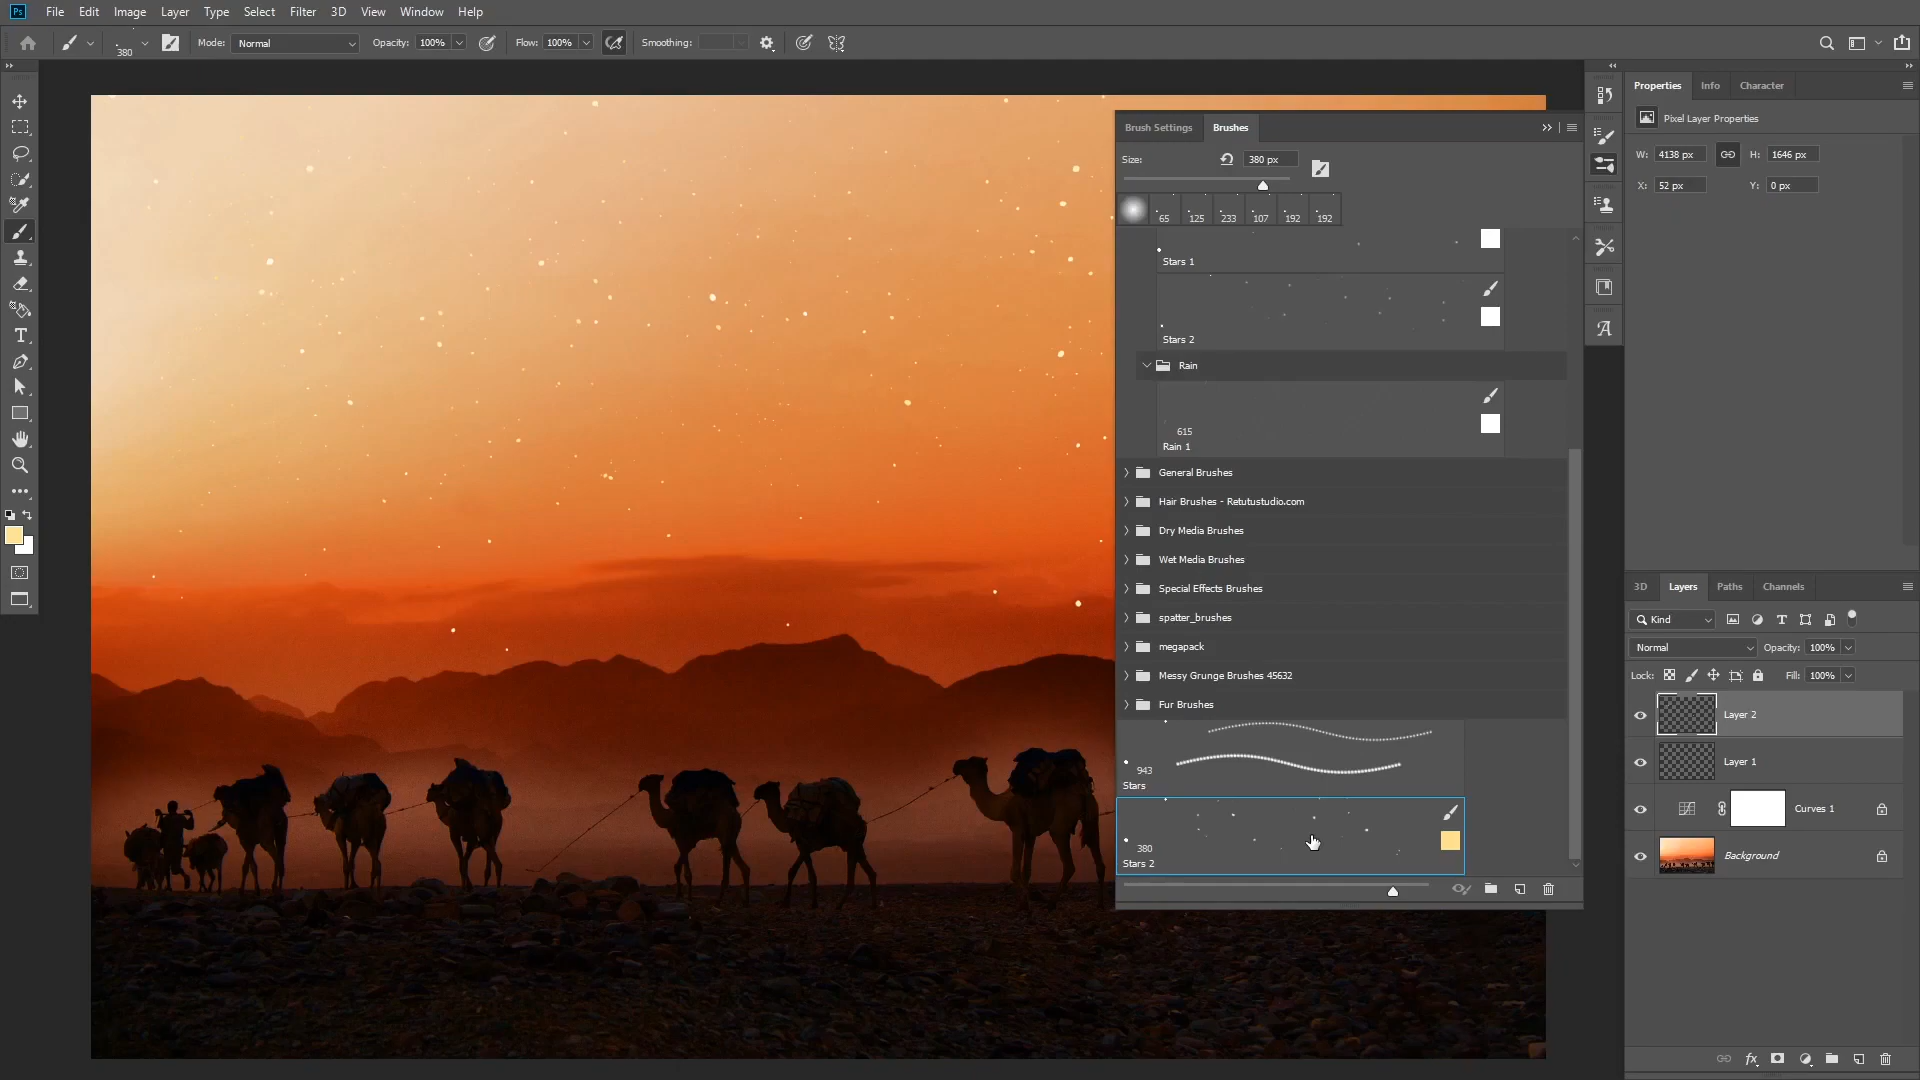 Ps File Edit Image Layer Type Select Filter 3D View Window Help
380 Mode: Normal Opacity: 100% Flow: 100% Smoothing:
Properties Info Character
Pixel Layer Properties
W: 4138 px H: 1646 px
X: 52 px Y: 0 px
Brush Settings Brushes
Size: 380 px
65 125 233 107 192 192
Stars 1
Stars 2
Rain
615
Rain 1
General Brushes
Hair Brushes - Retutustudio.com
Dry Media Brushes
Wet Media Brushes
Special Effects Brushes
spatter_brushes
megapack
Messy Grunge Brushes 45632
Fur Brushes
943
Stars
380
Stars 2
3D Layers Paths Channels
Kind
Normal Opacity: 100%
Lock: Fill: 100%
Layer 2
Layer 1
Curves 1
Background
fx